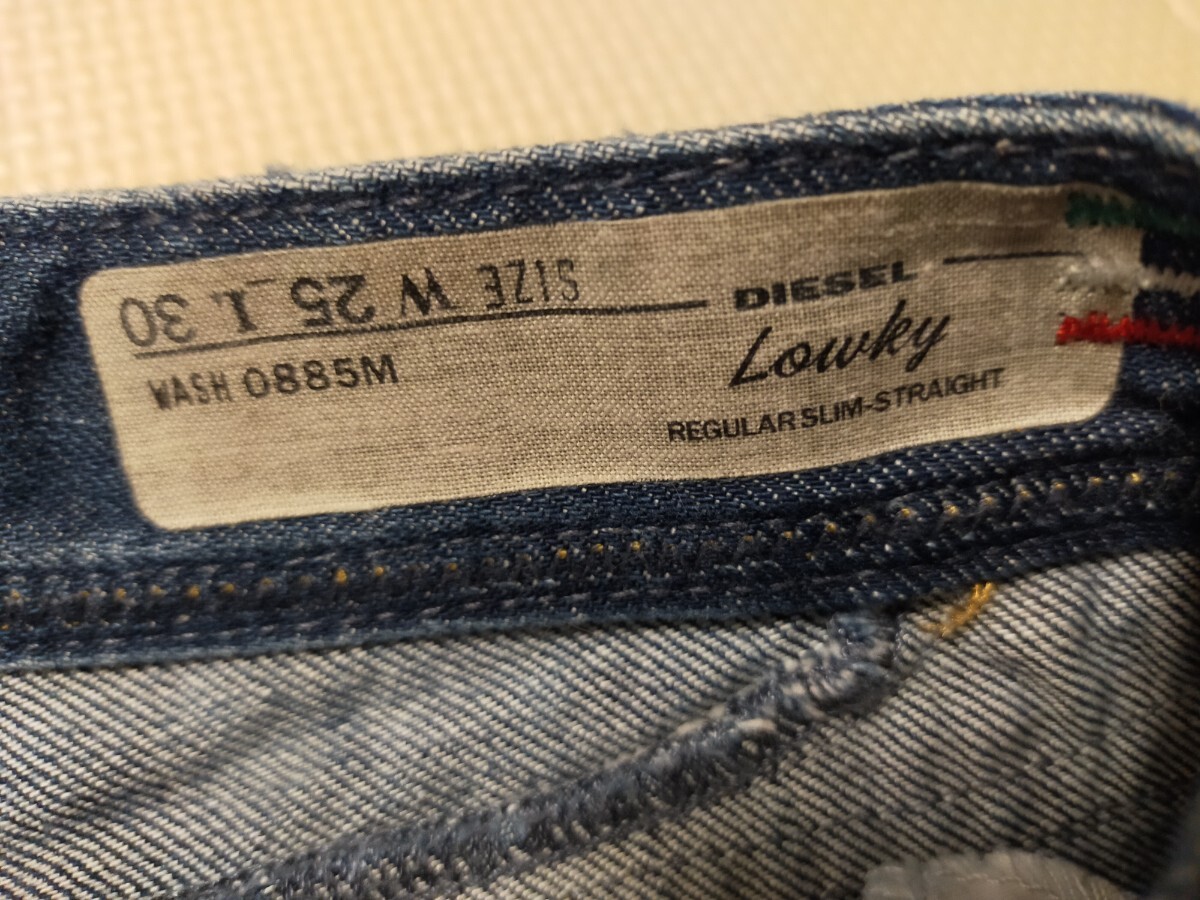 SIZE W 25 L 30
DIESEL
Lowky
WASH 0885M
REGULAR SLIM-STRAIGHT